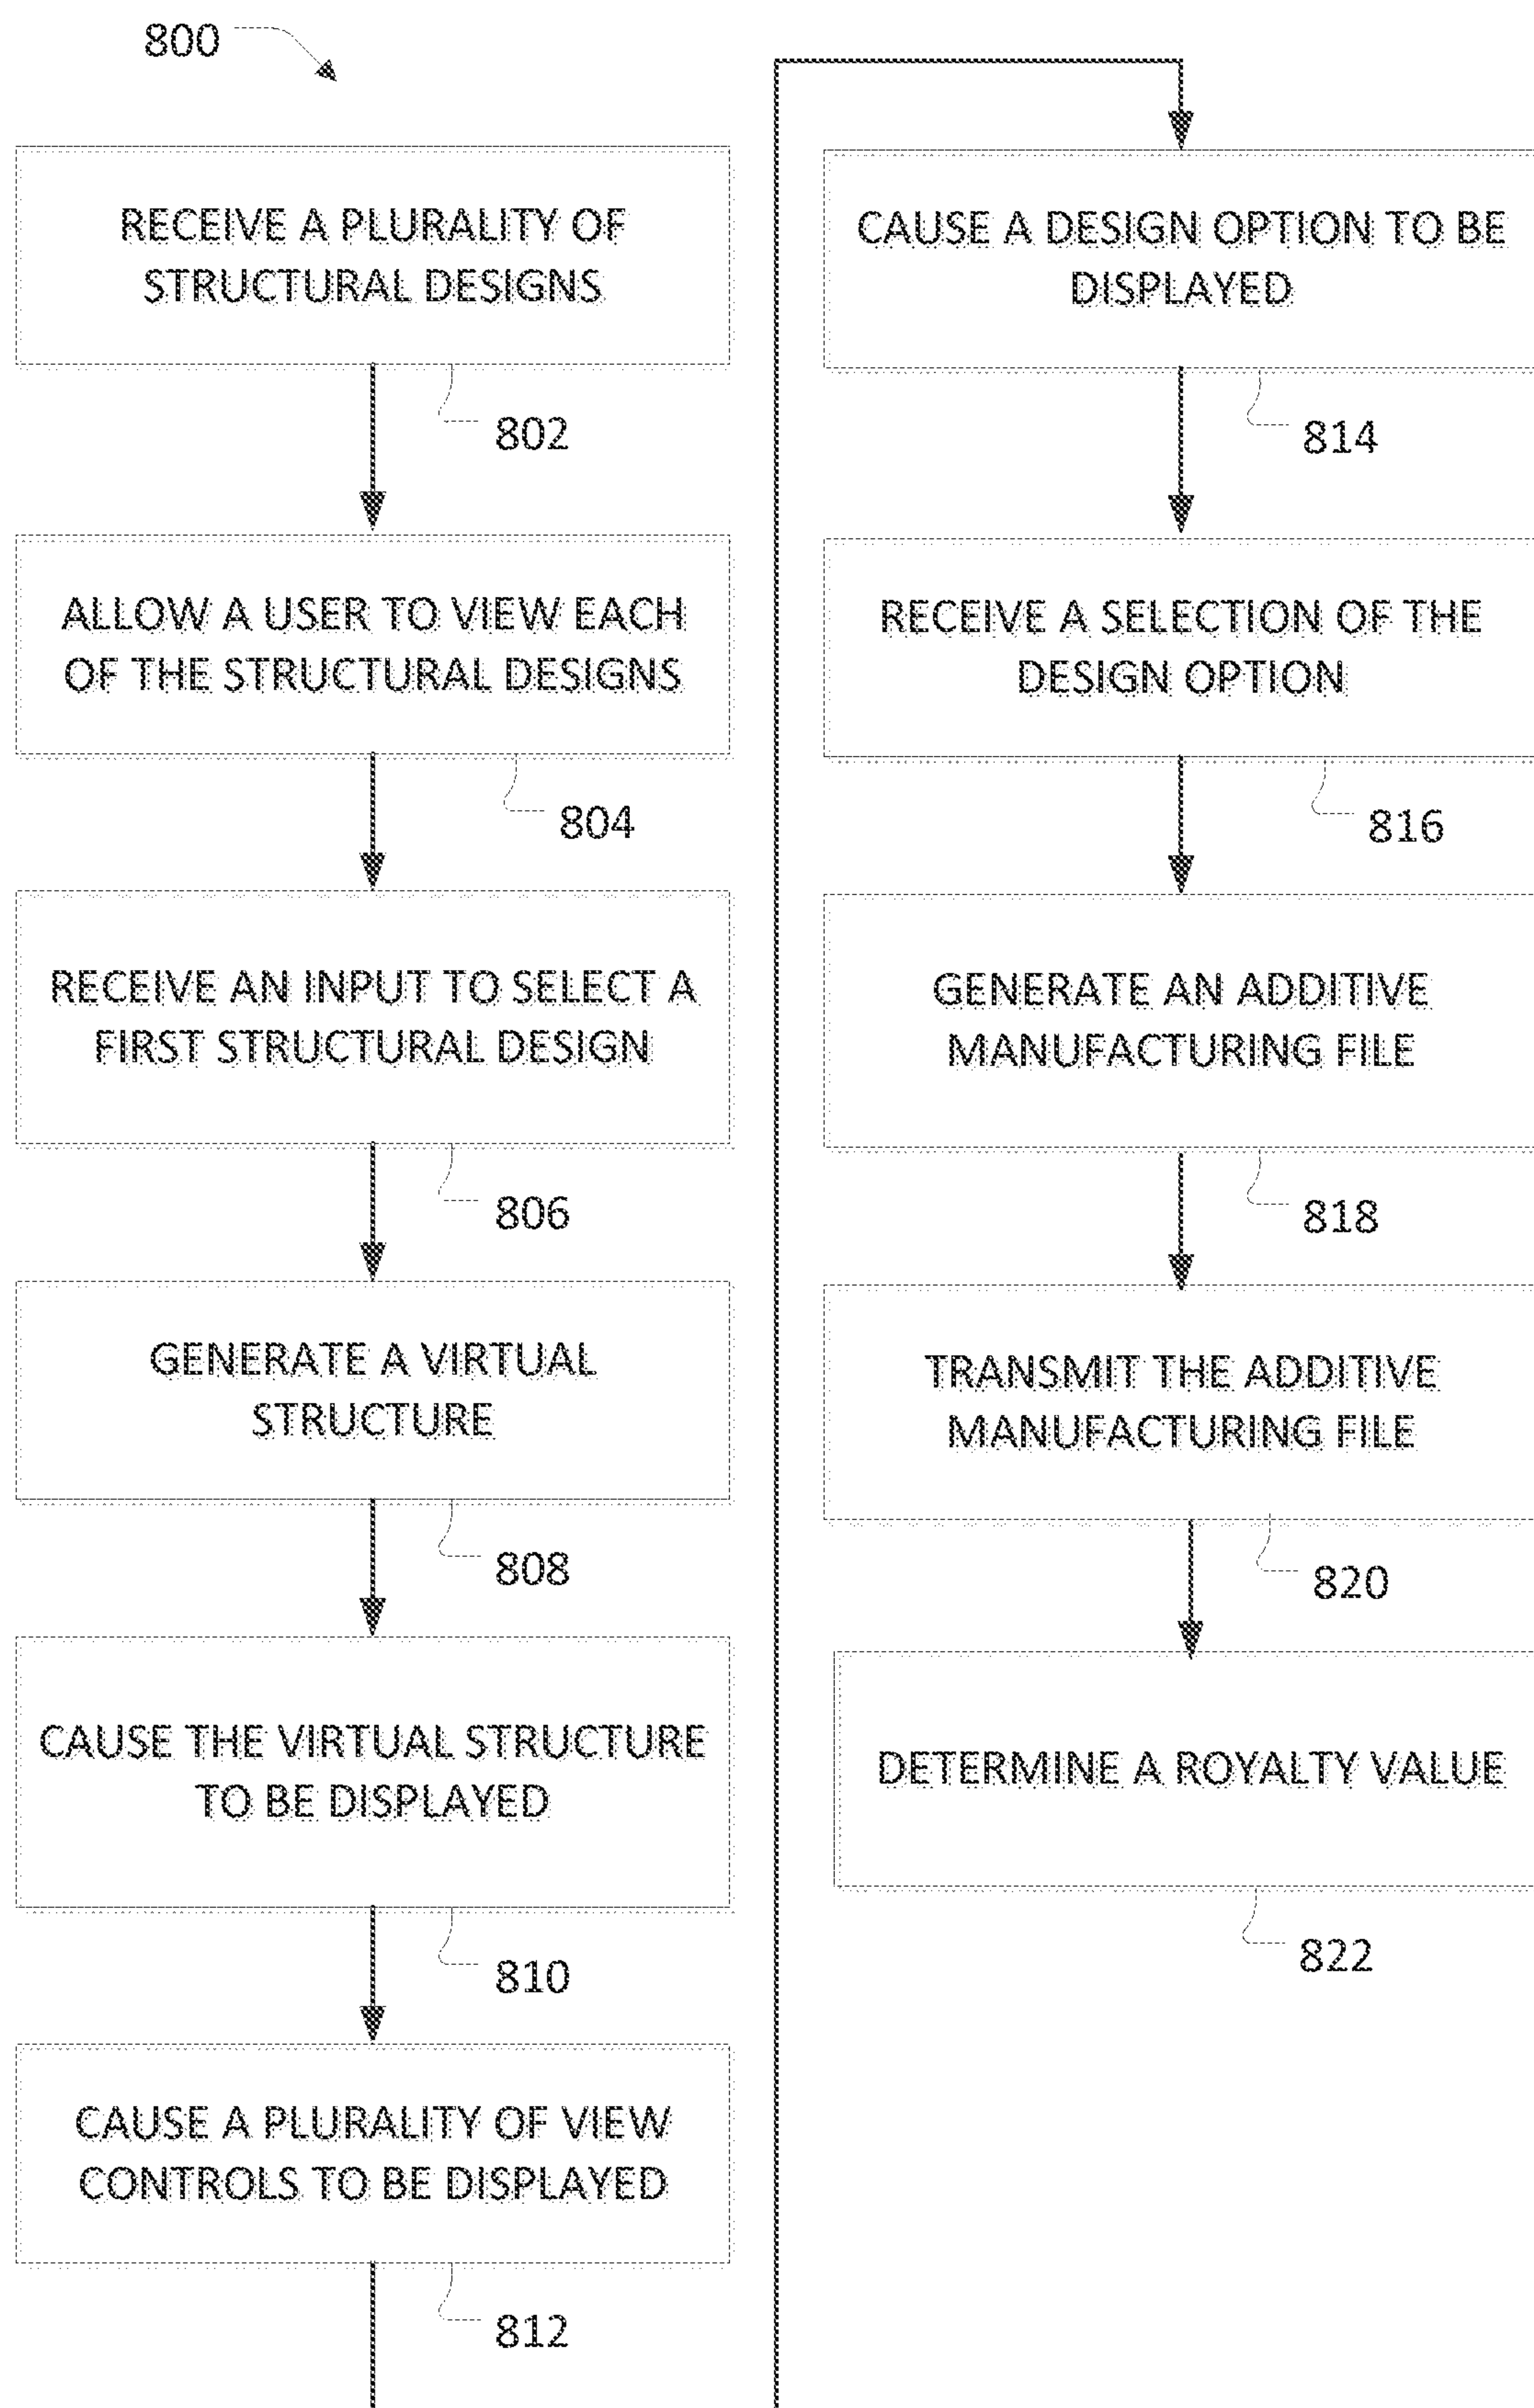 800
RECEIVE A PLURALITY OF
STRUCTURAL DESIGNS
802
ALLOW A USER TO VIEW EACH
OF THE STRUCTURAL DESIGNS
804
RECEIVE AN INPUT TO SELECT A
FIRST STRUCTURAL DESIGN
806
GENERATE A VIRTUAL
STRUCTURE
808
CAUSE THE VIRTUAL STRUCTURE
TO BE DISPLAYED
810
CAUSE A PLURALITY OF VIEW
CONTROLS TO BE DISPLAYED
812
CAUSE A DESIGN OPTION TO BE
DISPLAYED
814
RECEIVE A SELECTION OF THE
DESIGN OPTION
816
GENERATE AN ADDITIVE
MANUFACTURING FILE
818
TRANSMIT THE ADDITIVE
MANUFACTURING FILE
820
DETERMINE A ROYALTY VALUE
822